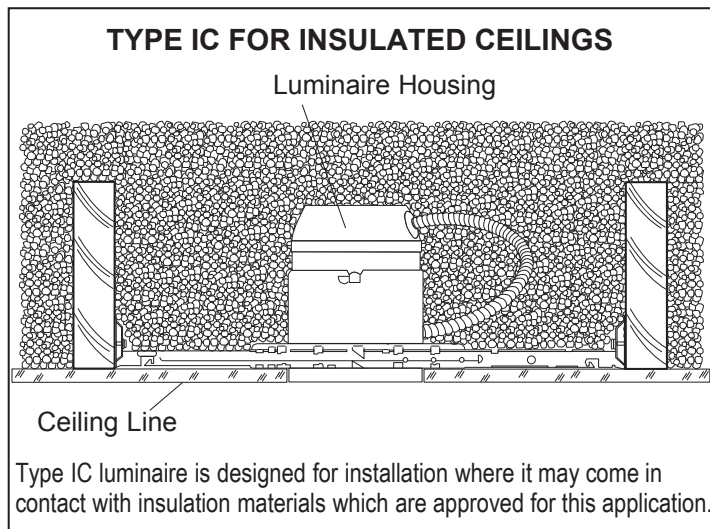 TYPE IC FOR INSULATED CEILINGS
Luminaire Housing
Ceiling Line
Type IC luminaire is designed for installation where it may come in
contact with insulation materials which are approved for this application.